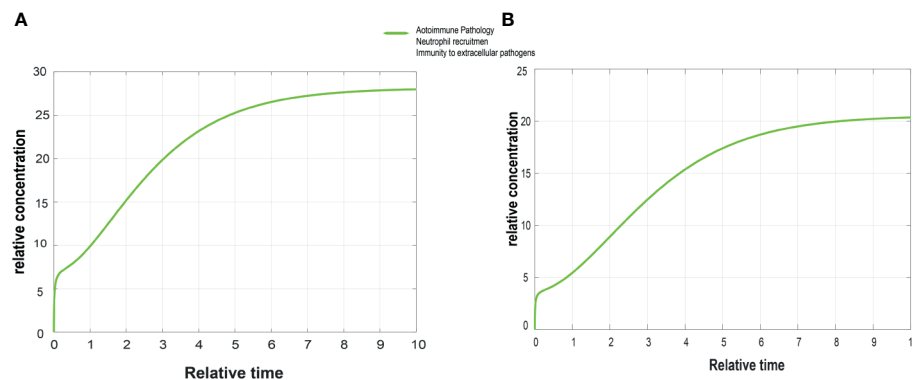 A
B
Aotoimmune Pathology
Neutrophil recruitmen
Immunity to extracellular pathogens
relative concentration
30
25
20
15
10
5
0
0 1 2 3 4 5 6 7 8 9 10
Relative time
relative concentration
25
20
15
10
5
0
0 1 2 3 4 5 6 7 8 9 1
Relative time